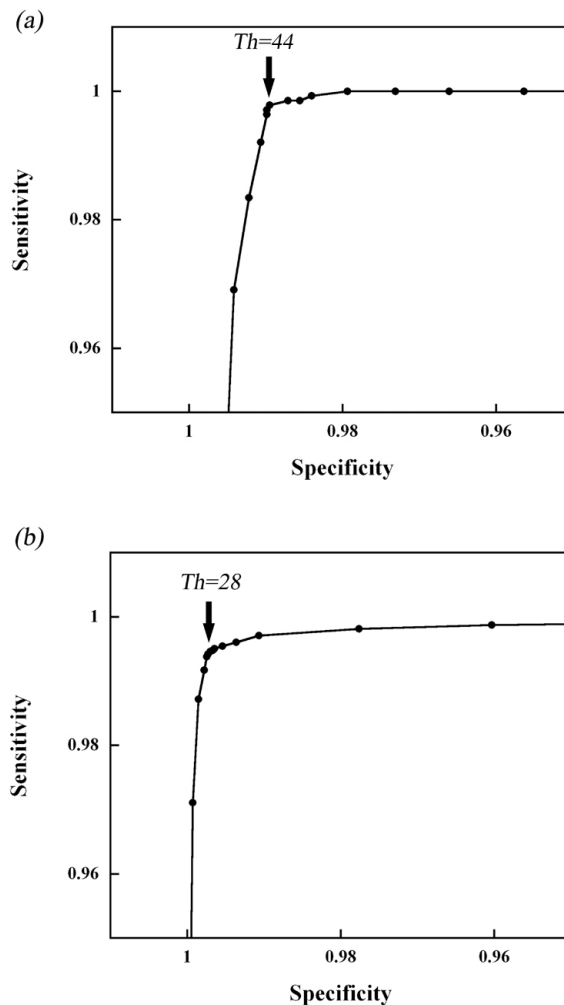 (a)
Th=44
1
0.98
0.96
Sensitivity
1 0.98 0.96
Specificity
(b)
Th=28
1
0.98
0.96
Sensitivity
1 0.98 0.96
Specificity